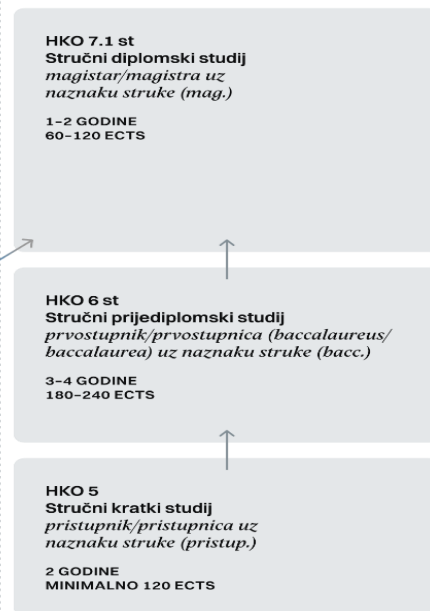 HKO 7.1 st
Stručni diplomski studij
magistar/magistra uz
naznaku struke (mag.)
1–2 GODINE
60–120 ECTS
HKO 6 st
Stručni prijediplomski studij
prvostupnik/prvostupnica (baccalaureus/
baccalaurea) uz naznaku struke (bacc.)
3–4 GODINE
180–240 ECTS
HKO 5
Stručni kratki studij
pristupnik/pristupnica uz
naznaku struke (pristup.)
2 GODINE
MINIMALNO 120 ECTS